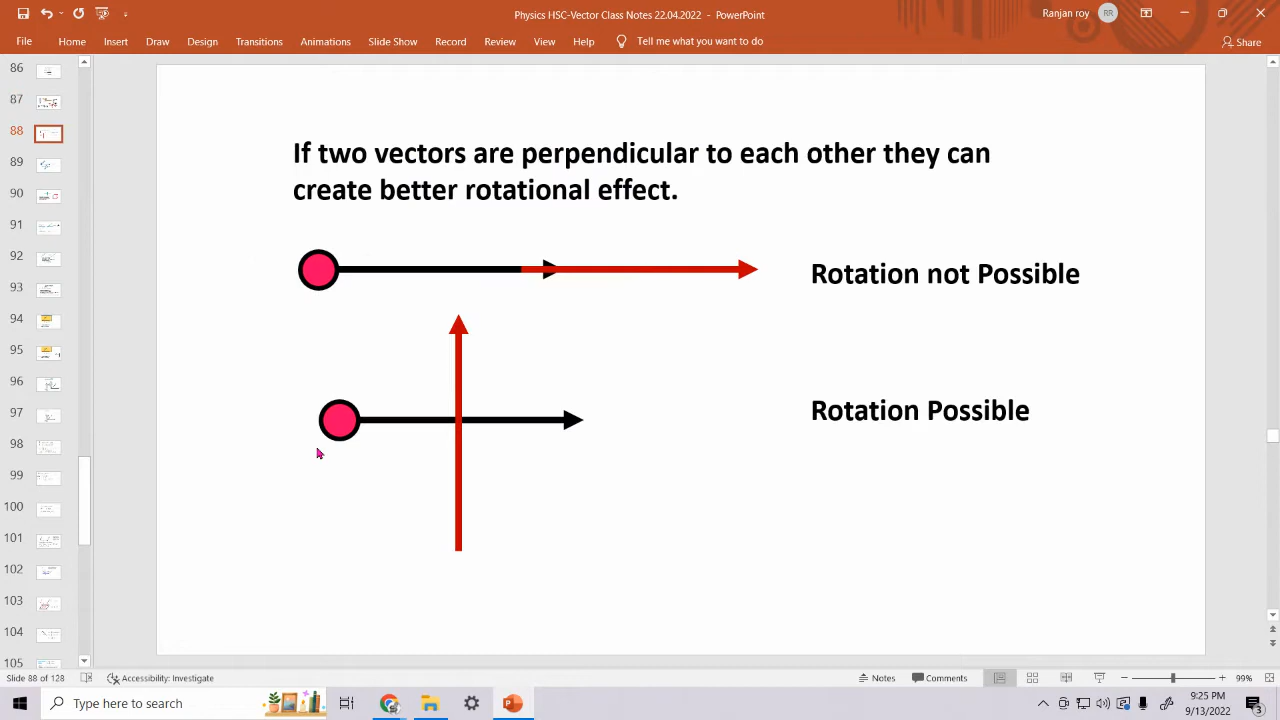 Physics HSC-Vector Class Notes 22.04.2022 - PowerPoint
Ranjan roy
RR
File Home Insert Draw Design Transitions Animations Slide Show Record Review View Help Tell me what you want to do
Share
86
87
88
89
90
91
92
94
95
96
97
98
99
100
101
102
103
104
105
If two vectors are perpendicular to each other they can
create better rotational effect.
Rotation not Possible
Rotation Possible
Slide 88 of 128
Accessibility: Investigate
Notes
Comments
99%
Type here to search
9:25 PM
9/13/2022
3